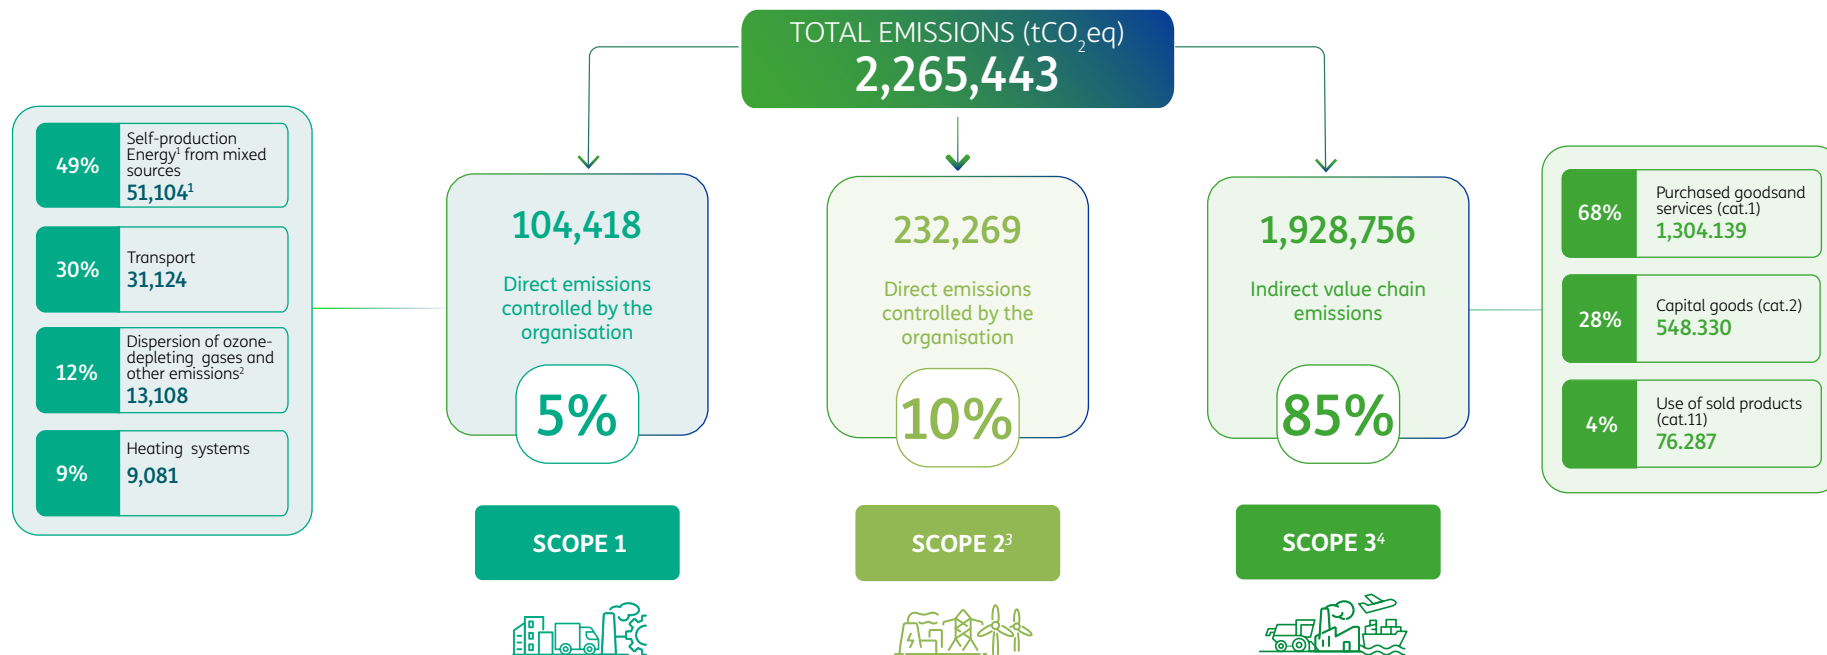 TOTAL EMISSIONS (tCO₂eq)
2,265,443
49%
Self-production
Energy¹ from mixed
sources
51,104¹
30%
Transport
31,124
12%
Dispersion of ozone-
depleting gases and
other emissions²
13,108
9%
Heating systems
9,081
104,418
Direct emissions
controlled by the
organisation
5%
SCOPE 1
232,269
Direct emissions
controlled by the
organisation
10%
SCOPE 2³
1,928,756
Indirect value chain
emissions
85%
SCOPE 3⁴
68%
Purchased goodsand
services (cat.1)
1,304.139
28%
Capital goods (cat.2)
548.330
4%
Use of sold products
(cat.11)
76.287